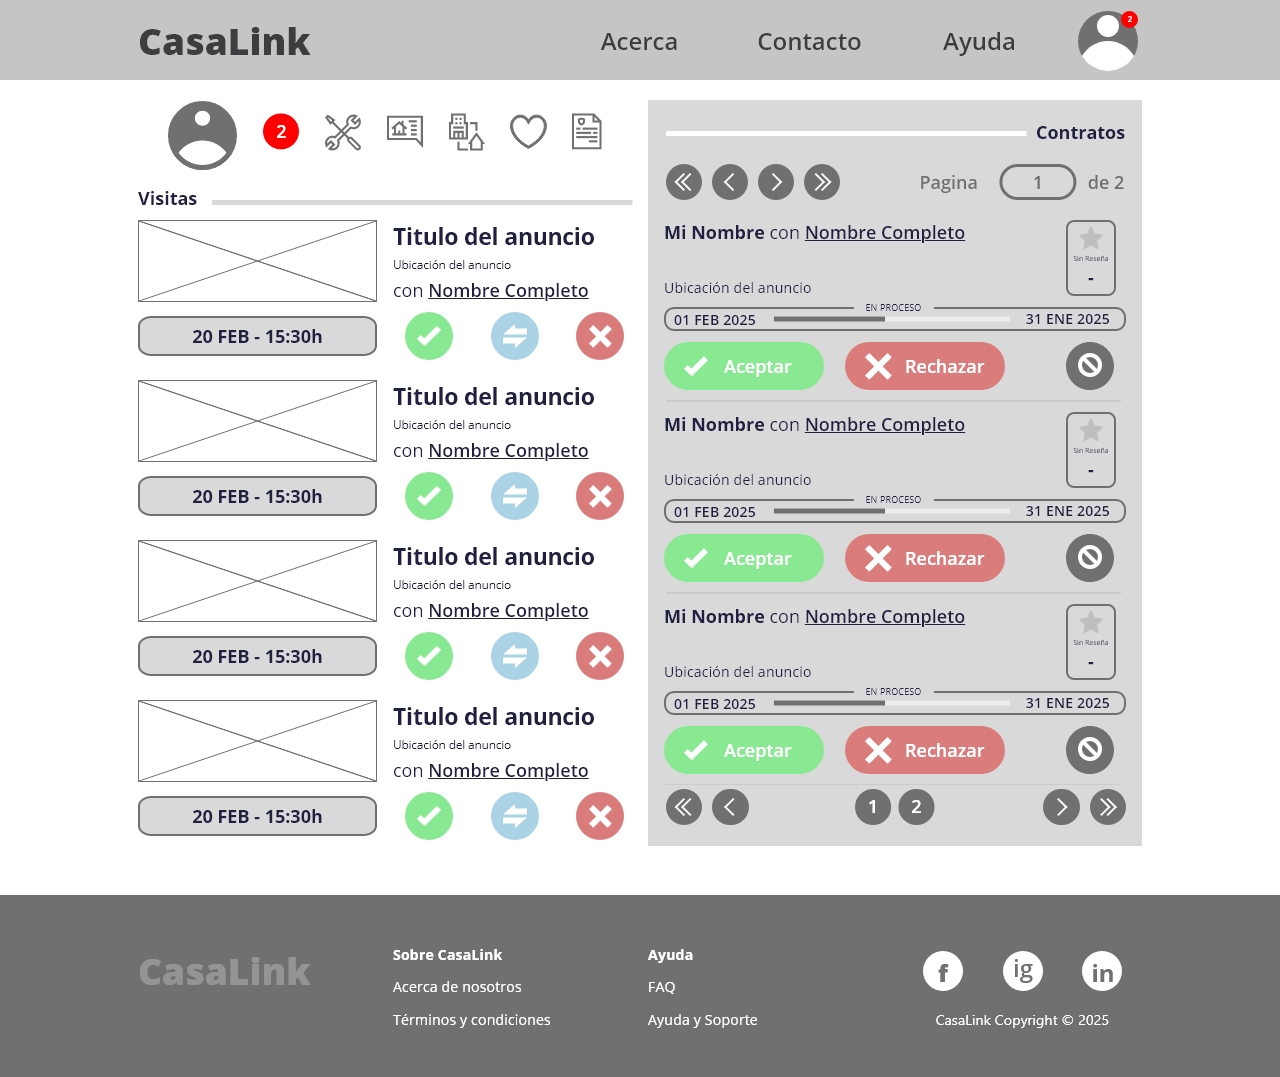 CasaLink
Acerca
Contacto
Ayuda
2
2
Visitas
Titulo del anuncio
Ubicación del anuncio
con Nombre Completo
20 FEB - 15:30h
Titulo del anuncio
Ubicación del anuncio
con Nombre Completo
20 FEB - 15:30h
Titulo del anuncio
Ubicación del anuncio
con Nombre Completo
20 FEB - 15:30h
Titulo del anuncio
Ubicación del anuncio
con Nombre Completo
20 FEB - 15:30h
Contratos
Pagina 1 de 2
Mi Nombre con Nombre Completo
Sin Reseña
-
Ubicación del anuncio
EN PROCESO
01 FEB 2025
31 ENE 2025
Aceptar
Rechazar
Mi Nombre con Nombre Completo
Sin Reseña
-
Ubicación del anuncio
EN PROCESO
01 FEB 2025
31 ENE 2025
Aceptar
Rechazar
Mi Nombre con Nombre Completo
Sin Reseña
-
Ubicación del anuncio
EN PROCESO
01 FEB 2025
31 ENE 2025
Aceptar
Rechazar
1 2
CasaLink
Sobre CasaLink
Acerca de nosotros
Términos y condiciones
Ayuda
FAQ
Ayuda y Soporte
f
ig
in
CasaLink Copyright © 2025